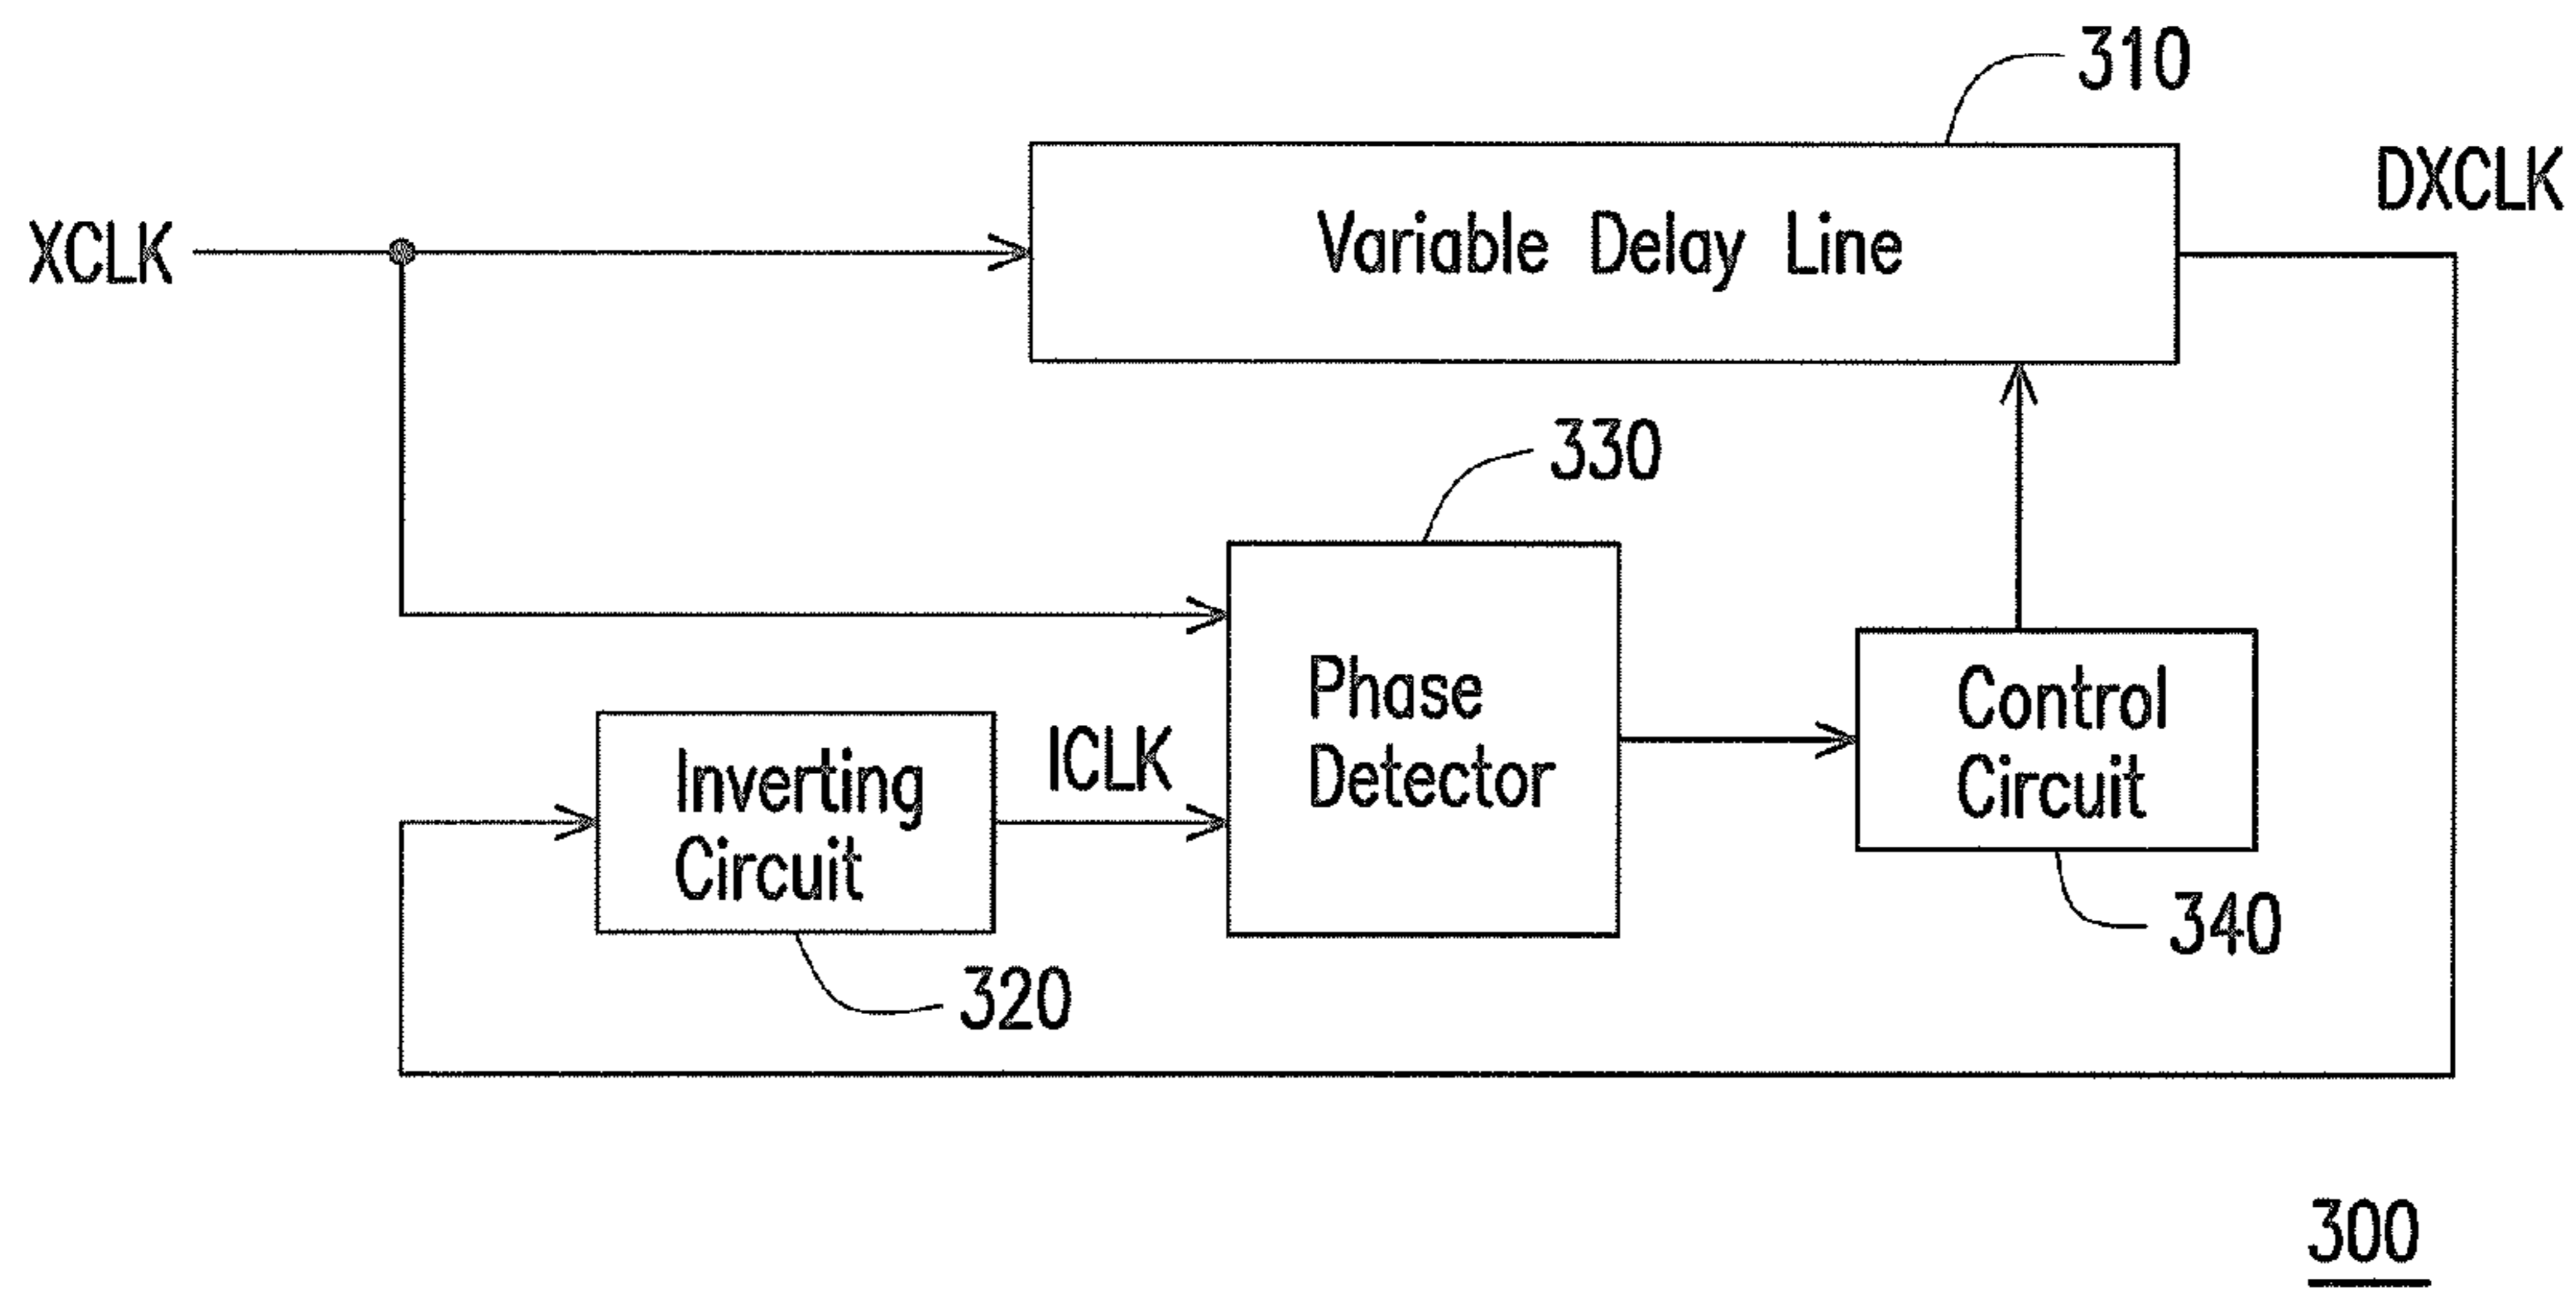 310
DXCLK
XCLK
Variable Delay Line
330
Phase
Detector
Control
Circuit
ICLK
Inverting
Circuit
340
320
300